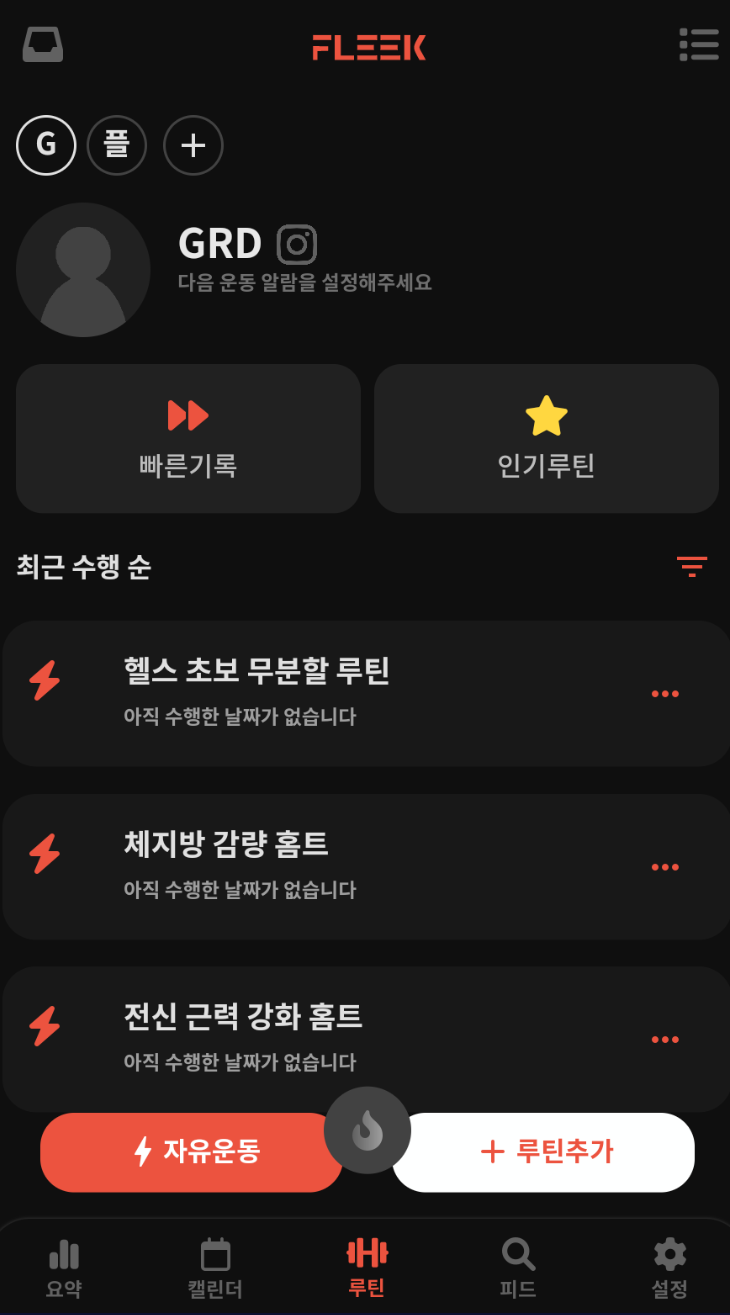 FLEEK
G 플 +
GRD
다음 운동 알람을 설정해주세요
빠른기록
인기루틴
최근 수행 순
헬스 초보 무분할 루틴
아직 수행한 날짜가 없습니다
체지방 감량 홈트
아직 수행한 날짜가 없습니다
전신 근력 강화 홈트
아직 수행한 날짜가 없습니다
자유운동
+ 루틴추가
요약
캘린더
루틴
피드
설정